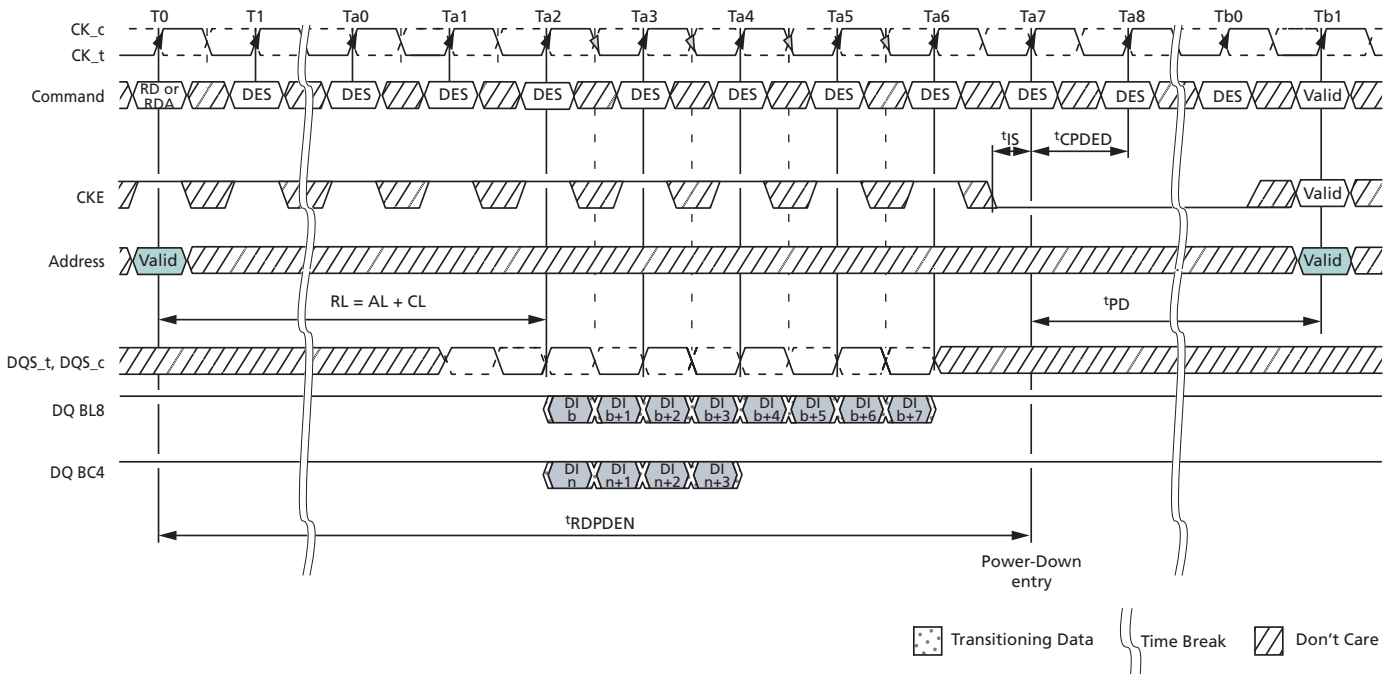 T0 T1 Ta0 Ta1 Ta2 Ta3 Ta4 Ta5 Ta6 Ta7 Ta8 Tb0 Tb1
CK_c
CK_t
Command RD or RDA DES DES DES DES DES DES DES DES DES DES DES Valid
tIS tCPDED
CKE Valid
Address Valid Valid
RL = AL + CL
tPD
DQS_t, DQS_c
DQ BL8 DI b DI b+1 DI b+2 DI b+3 DI b+4 DI b+5 DI b+6 DI b+7
DQ BC4 DI n DI n+1 DI n+2 DI n+3
tRDPDEN
Power-Down
entry
Transitioning Data Time Break Don't Care